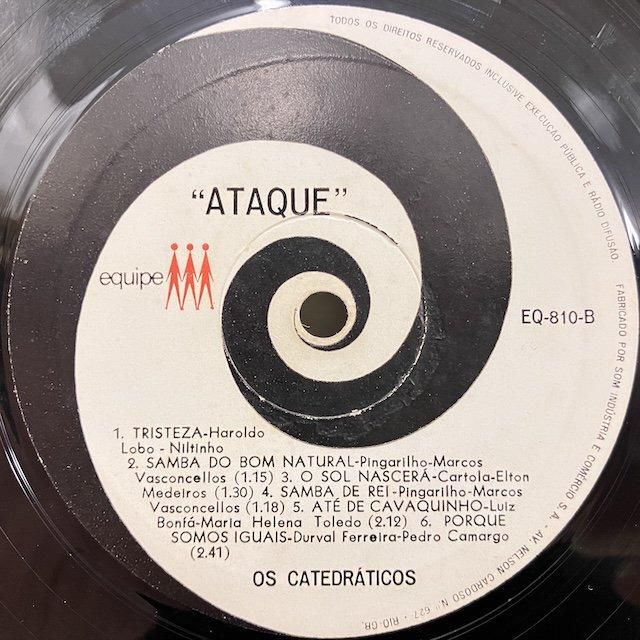 TODOS OS DIREITOS RESERVADOS INCLUSIVE EXECUÇÃO PÚBLICA E RÁDIO DIFUSÃO.
FABRICADO POR SOM INDÚSTRIA E COMÉRCIO S.A. - AV. NELSON CARDOSO Nº 627 - RIO-GB.
"ATAQUE"
equipe
EQ-810-B
1. TRISTEZA-Haroldo
Lobo - Niltinho
2. SAMBA DO BOM NATURAL-Pingarilho-Marcos
Vasconcellos (1.15) 3. O SOL NASCERÁ-Cartola-Elton
Medeiros (1.30) 4. SAMBA DE REI-Pingarilho-Marcos
Vasconcellos (1.18) 5. ATÉ DE CAVAQUINHO-Luiz
Bonfá-Maria Helena Toledo (2.12) 6. PORQUE
SOMOS IGUAIS-Durval Ferreira-Pedro Camargo
(2.41)
OS CATEDRÁTICOS